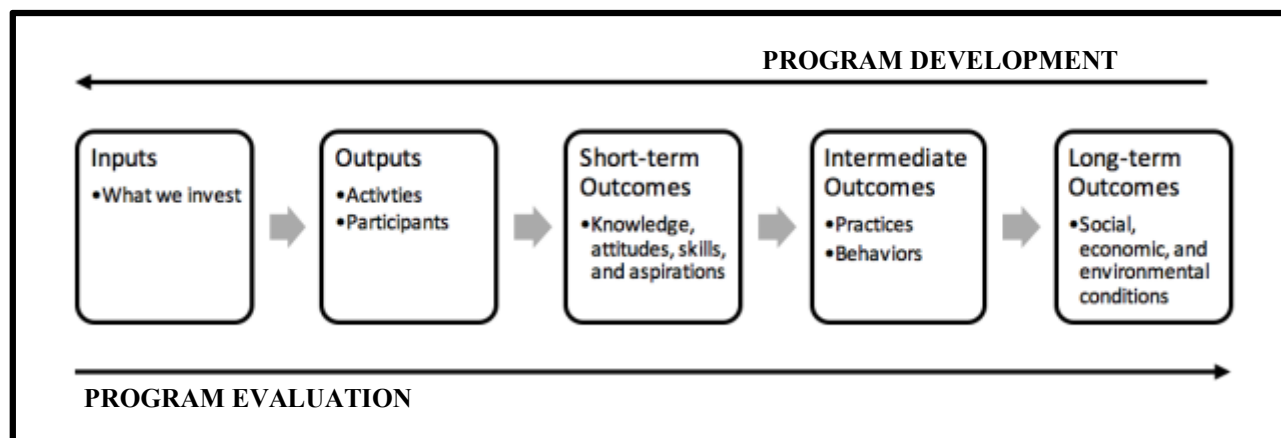 PROGRAM DEVELOPMENT
Inputs
•What we invest
Outputs
•Activties
•Participants
Short-term
Outcomes
•Knowledge,
attitudes, skills,
and aspirations
Intermediate
Outcomes
•Practices
•Behaviors
Long-term
Outcomes
•Social,
economic, and
environmental
conditions
PROGRAM EVALUATION